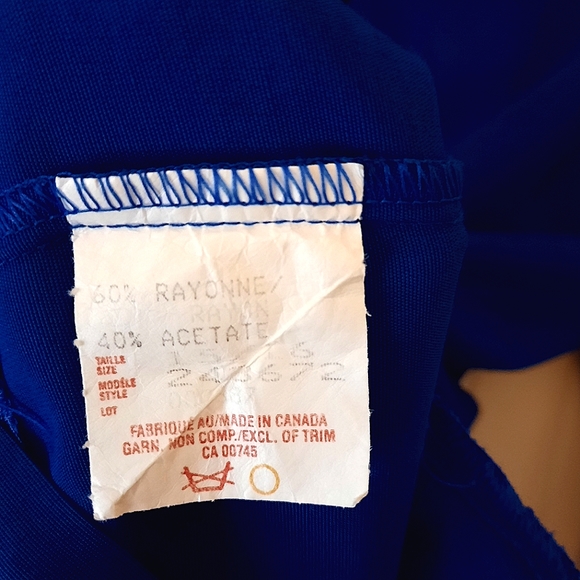 60% RAYONNE/
RAYON
40% ACETATE
TAILLE
SIZE
MODÈLE
STYLE
LOT
FABRIQUÉ AU/MADE IN CANADA
GARN. NON COMP./EXCL. OF TRIM
CA 00745